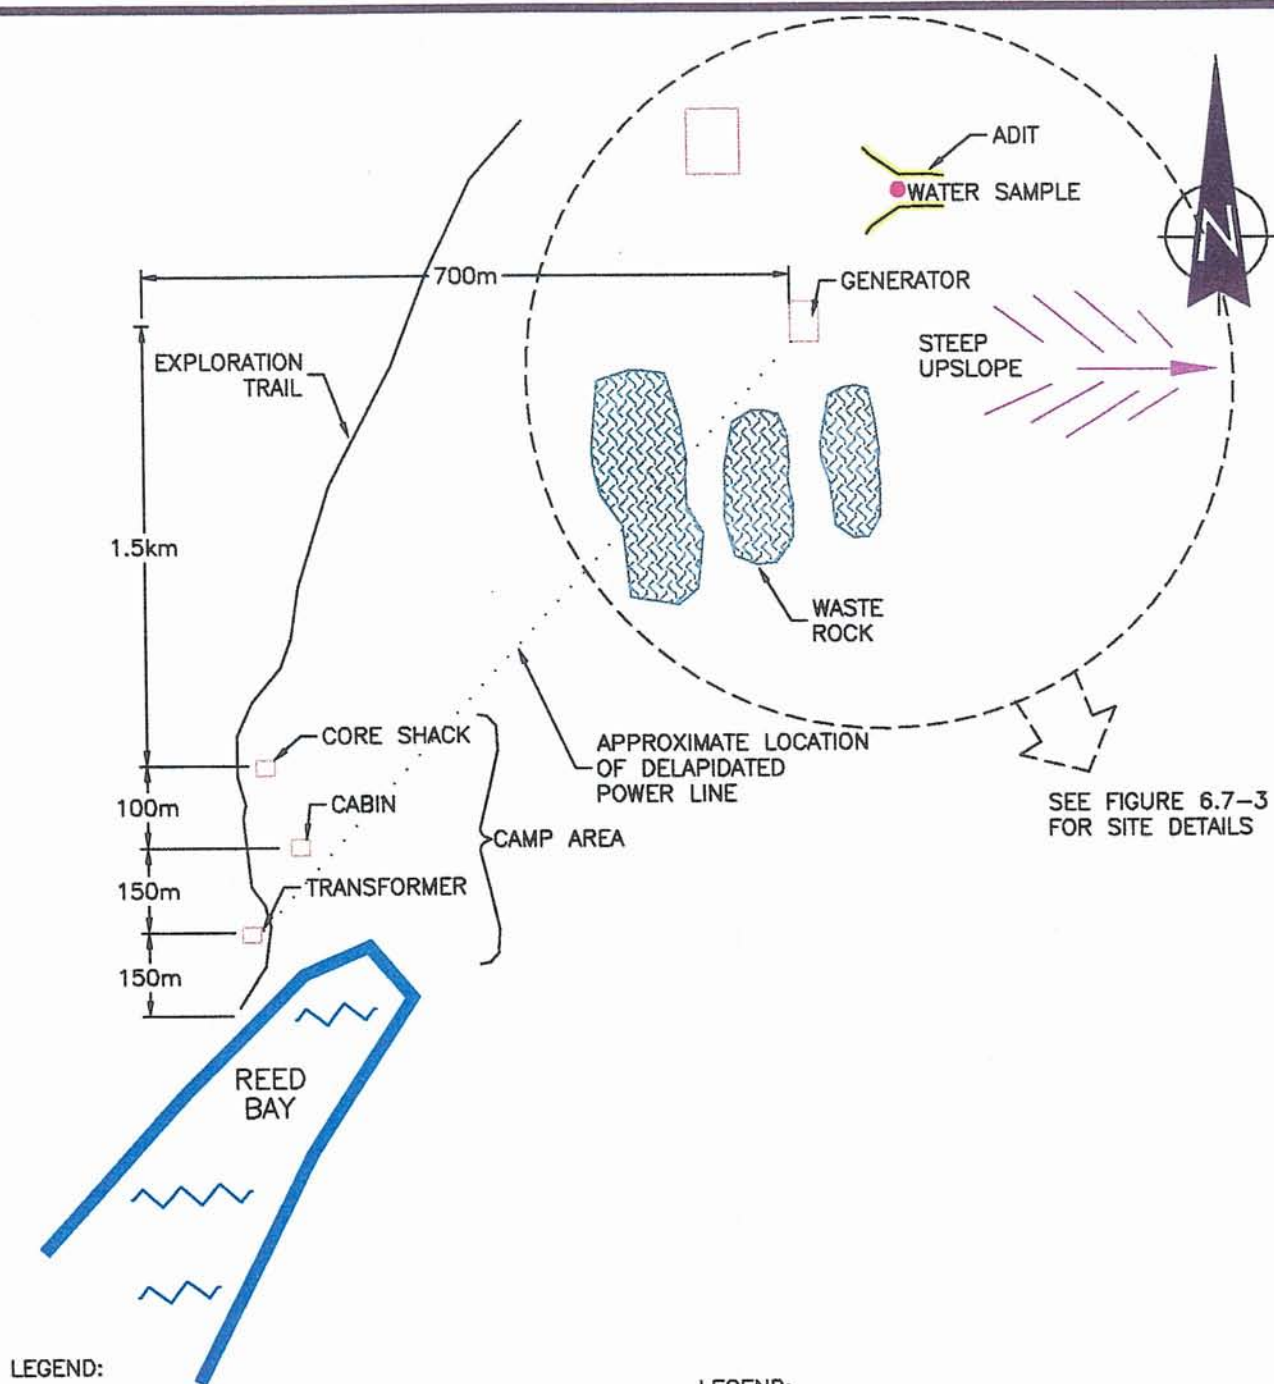 ADIT
WATER SAMPLE
N
700m
GENERATOR
STEEP
UPSLOPE
EXPLORATION
TRAIL
1.5km
WASTE
ROCK
CORE SHACK
APPROXIMATE LOCATION
OF DELAPIDATED
POWER LINE
SEE FIGURE 6.7-3
FOR SITE DETAILS
100m
CABIN
CAMP AREA
150m
TRANSFORMER
150m
REED
BAY
LEGEND:
LEGEND: